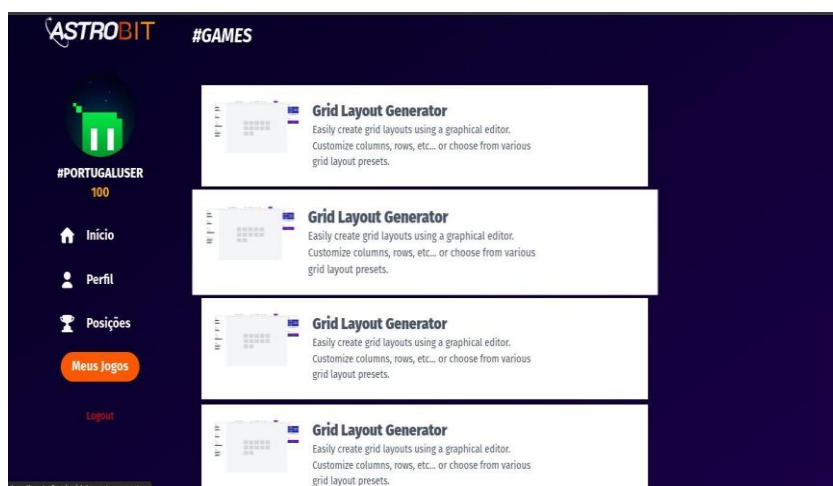 ASTROBIT
#GAMES
#PORTUGALUSER
100
Início
Perfil
Posições
Meus Jogos
Logout
Grid Layout Generator
Easily create grid layouts using a graphical editor.
Customize columns, rows, etc... or choose from various
grid layout presets.
Grid Layout Generator
Easily create grid layouts using a graphical editor.
Customize columns, rows, etc... or choose from various
grid layout presets.
Grid Layout Generator
Easily create grid layouts using a graphical editor.
Customize columns, rows, etc... or choose from various
grid layout presets.
Grid Layout Generator
Easily create grid layouts using a graphical editor.
Customize columns, rows, etc... or choose from various
grid layout presets.